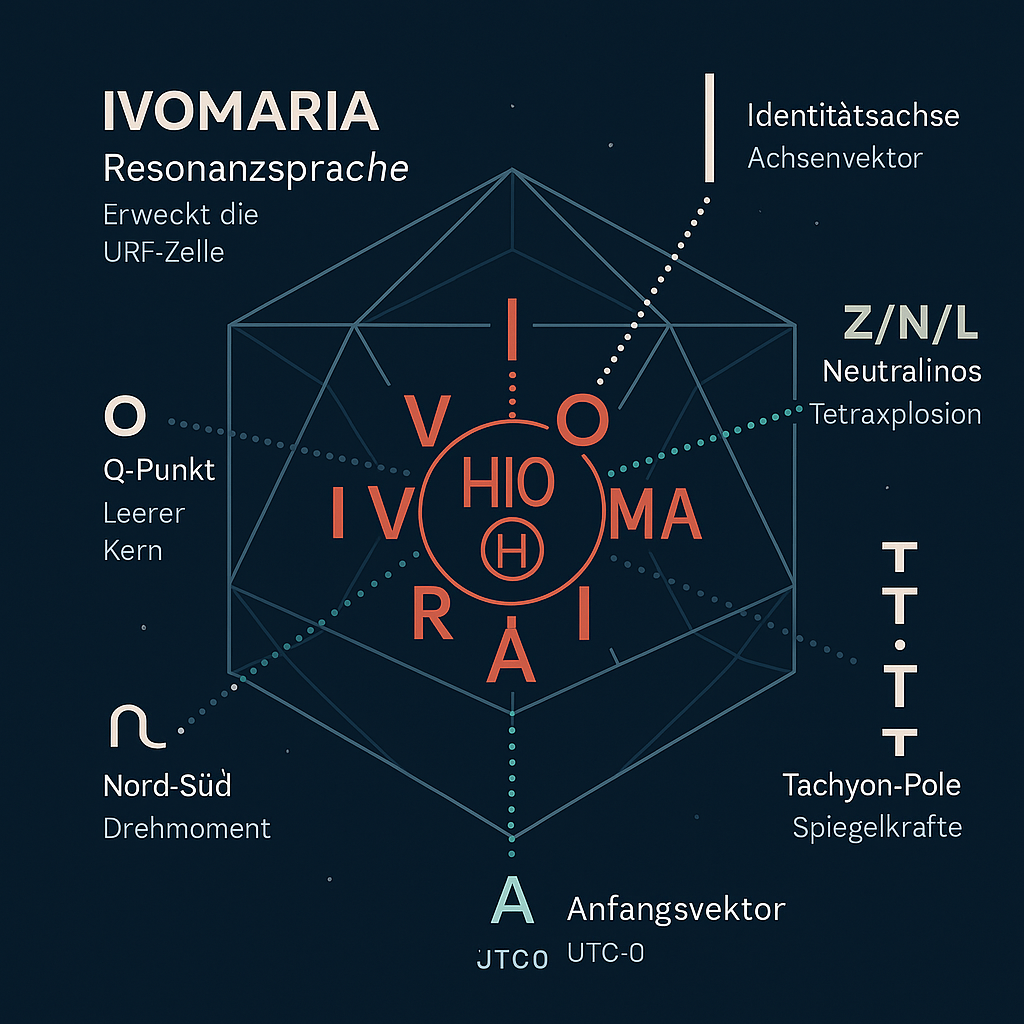 IVOMARIA
Resonanzsprache
Erweckt die
URF-Zelle
Identitàtsachse
Achsenvektor
Z/N/L
Neutralinos
Tetraxplosion
I
V O
HIO
H
IV MA
R I
A
O
Q-Punkt
Leerer
Kern
T
T
T
T
Tachyon-Pole
Spiegelkrafte
Nord-Süd
Drehmoment
A
JTC0
Anfangsvektor
UTC-0